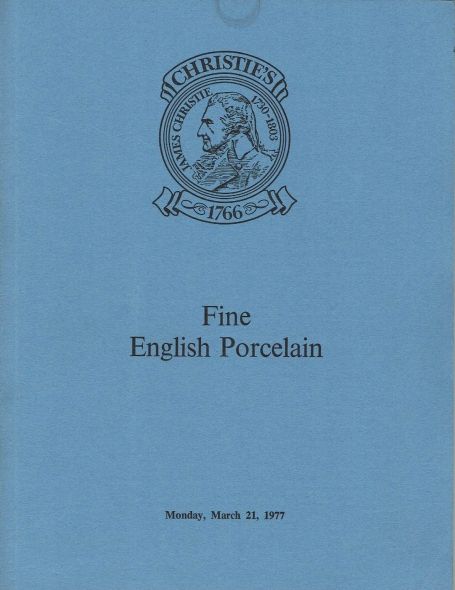 CHRISTIE'S
JAMES CHRISTIE 1730-1803
1766
Fine
English Porcelain
Monday, March 21, 1977